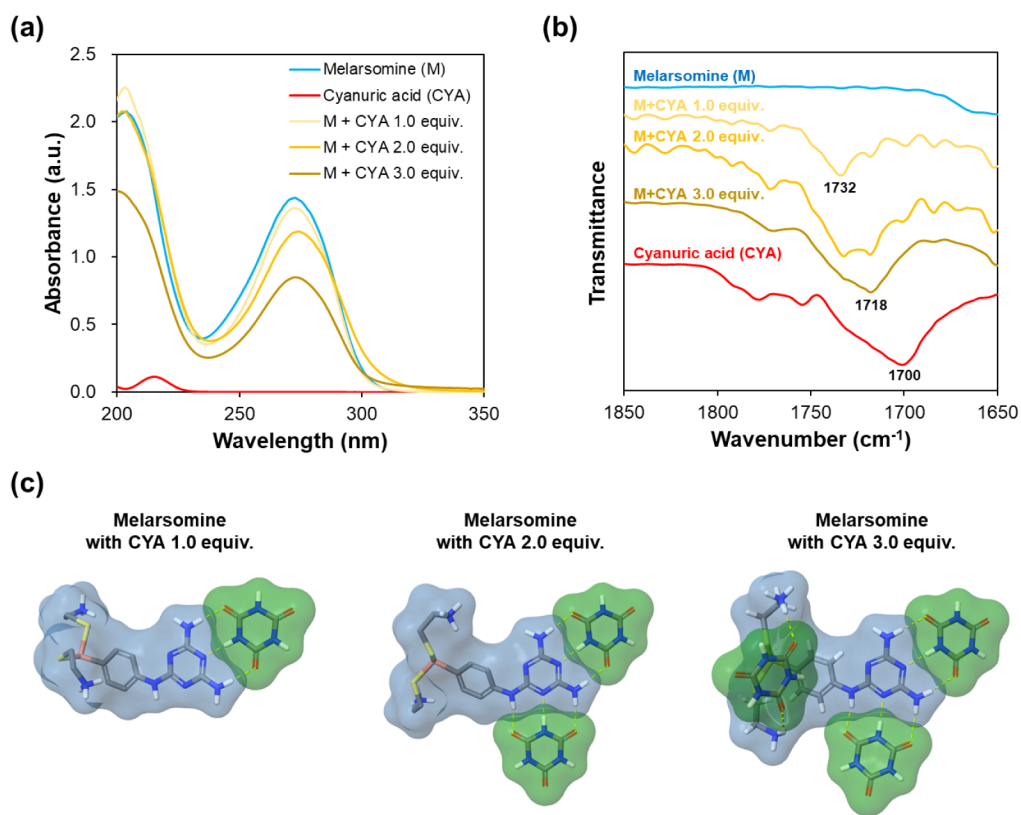 (a)
Absorbance (a.u.)
2.5
2.0
1.5
1.0
0.5
0.0
Melarsomine (M)
Cyanuric acid (CYA)
M + CYA 1.0 equiv.
M + CYA 2.0 equiv.
M + CYA 3.0 equiv.
200
250
300
350
Wavelength (nm)
(b)
Transmittance
Melarsomine (M)
M+CYA 1.0 equiv.
M+CYA 2.0 equiv.
1732
M+CYA 3.0 equiv.
Cyanuric acid (CYA)
1718
1700
1850
1800
1750
1700
1650
Wavenumber (cm⁻¹)
(c)
Melarsomine
with CYA 1.0 equiv.
Melarsomine
with CYA 2.0 equiv.
Melarsomine
with CYA 3.0 equiv.